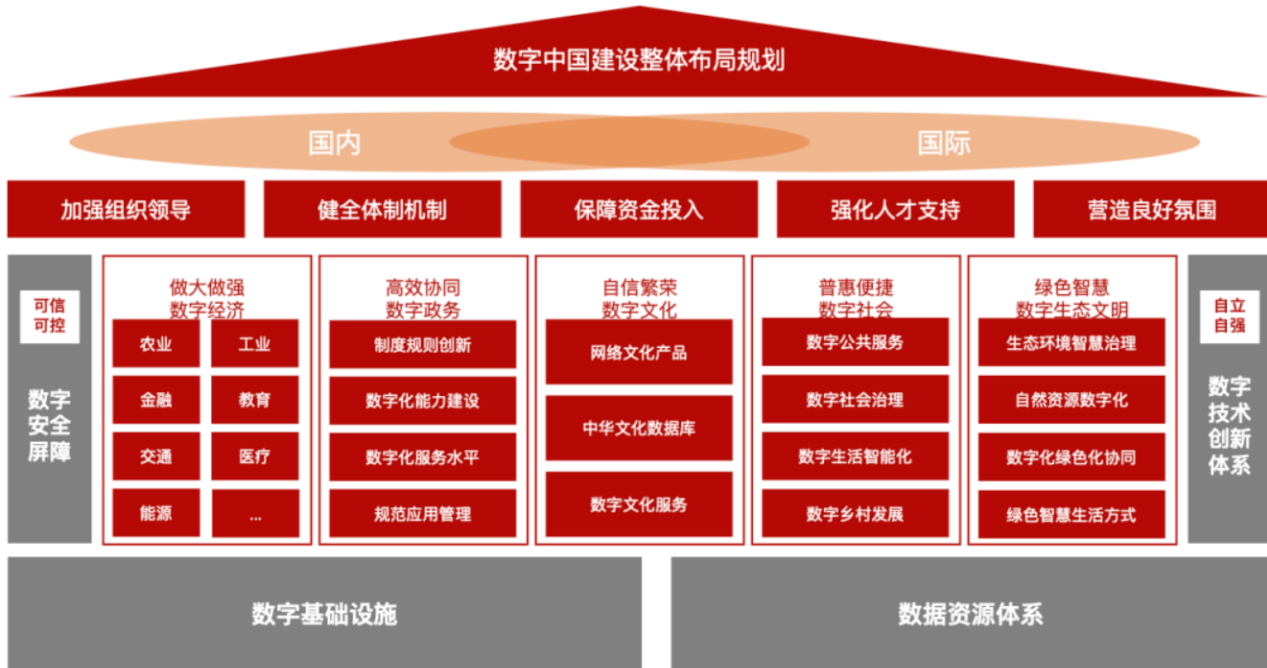 数字中国建设整体布局规划
国内
国际
加强组织领导
健全体制机制
保障资金投入
强化人才支持
营造良好氛围
可信
可控
数字
安全
屏障
做大做强
数字经济
农业
工业
金融
教育
交通
医疗
能源
...
高效协同
数字政务
制度规则创新
数字化能力建设
数字化服务水平
规范应用管理
自信繁荣
数字文化
网络文化产品
中华文化数据库
数字文化服务
普惠便捷
数字社会
数字公共服务
数字社会治理
数字生活智能化
数字乡村发展
绿色智慧
数字生态文明
生态环境智慧治理
自然资源数字化
数字化绿色化协同
绿色智慧生活方式
自立
自强
数字
技术
创新
体系
数字基础设施
数据资源体系